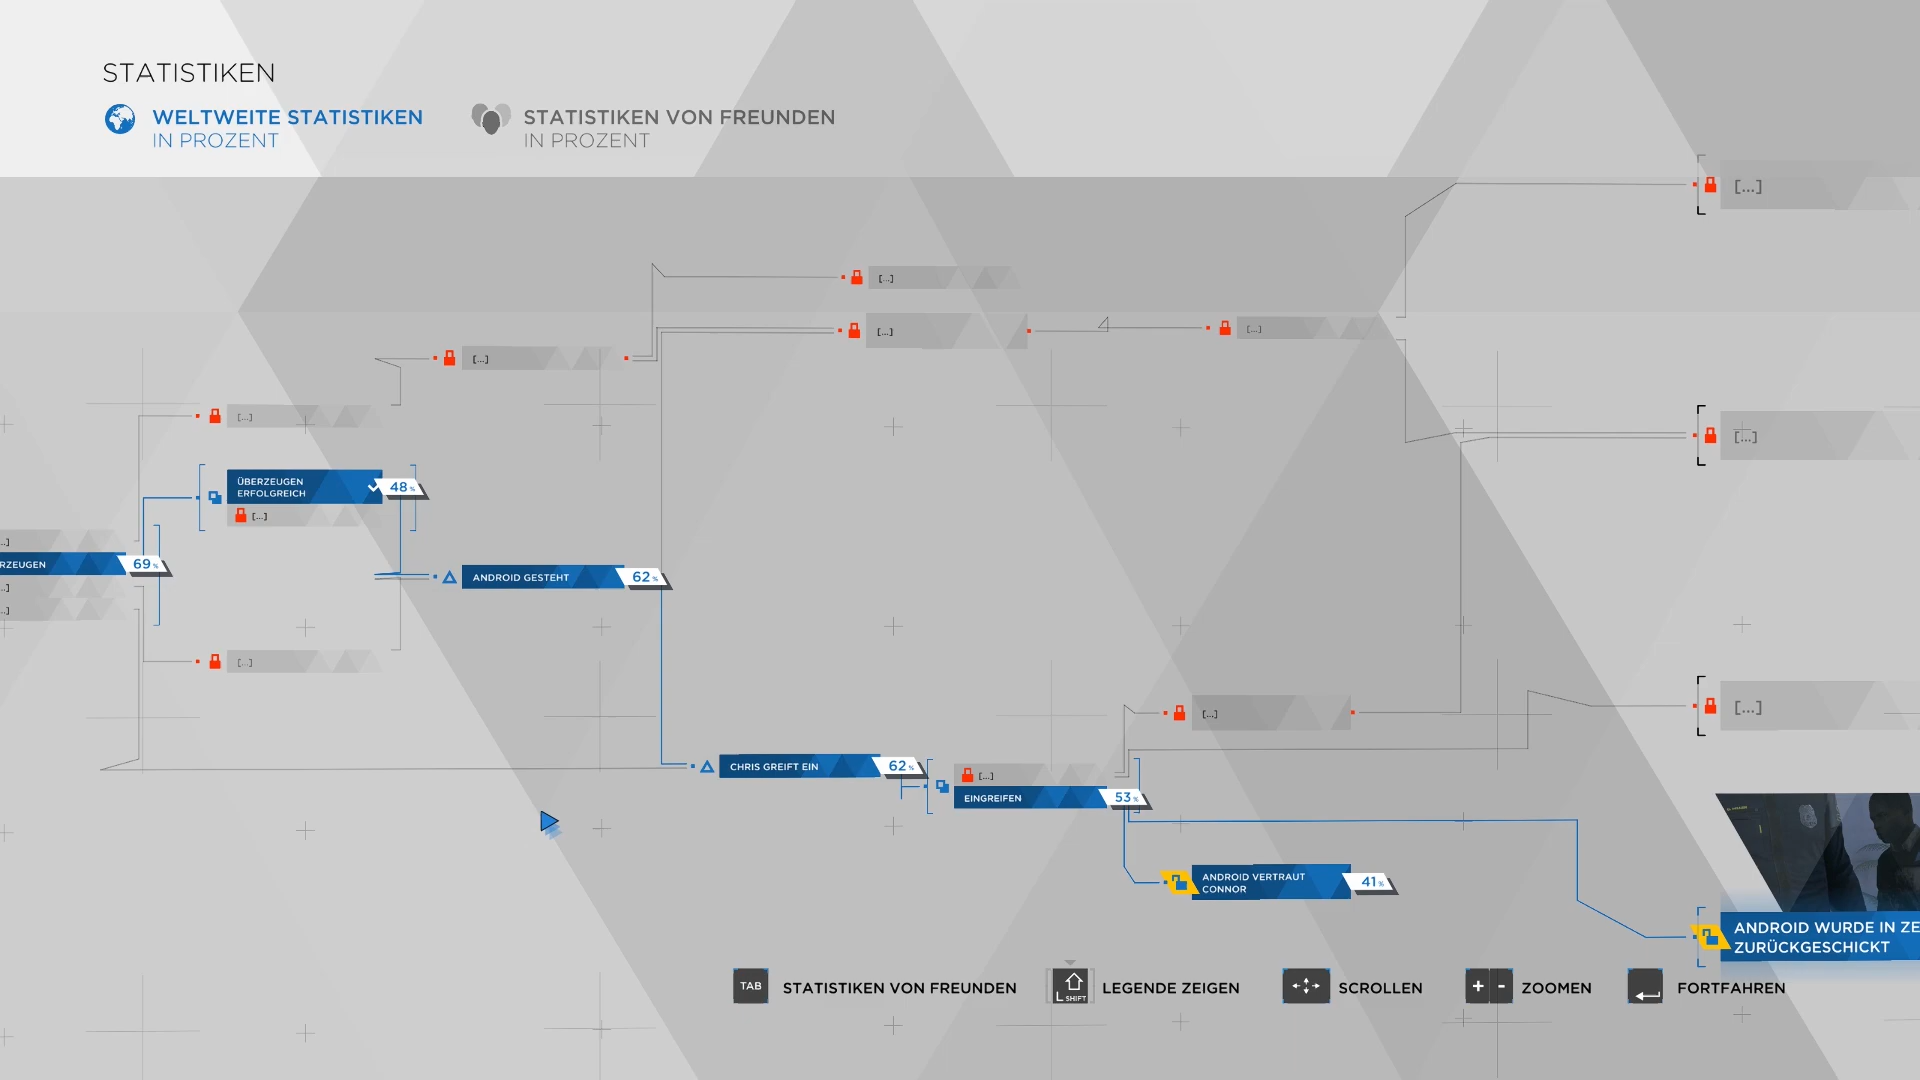 STATISTIKEN
WELTWEITE STATISTIKEN
IN PROZENT
STATISTIKEN VON FREUNDEN
IN PROZENT
[...]
[...]
[...]
[...]
[...]
[...]
[...]
ÜBERZEUGEN
ERFOLGREICH
48%
[...]
..]
RZEUGEN
69%
..]
..]
ANDROID GESTEHT
62%
[...]
[...]
[...]
CHRIS GREIFT EIN
62%
[...]
EINGREIFEN
53%
ANDROID VERTRAUT
CONNOR
41%
ANDROID WURDE IN ZE
ZURÜCKGESCHICKT
TAB
STATISTIKEN VON FREUNDEN
L SHIFT
LEGENDE ZEIGEN
SCROLLEN
+ -
ZOOMEN
FORTFAHREN